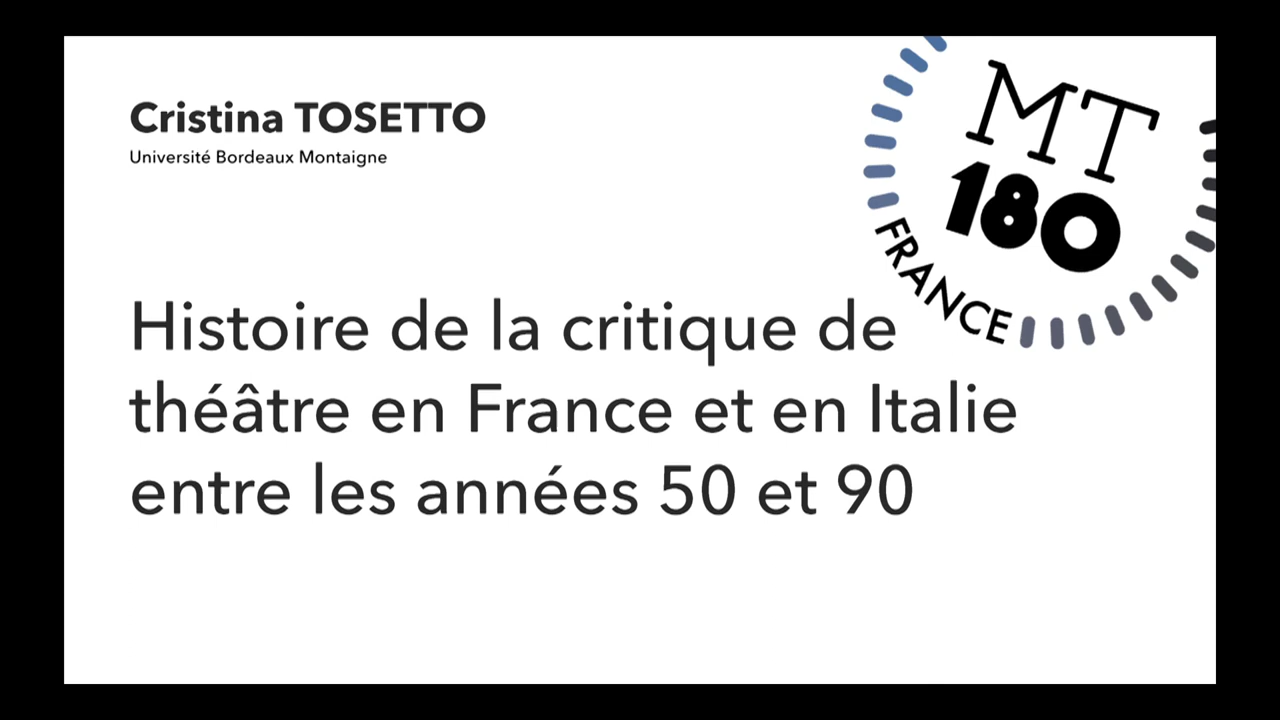 Cristina TOSETTO
Université Bordeaux Montaigne
MT
180
FRANCE
Histoire de la critique de
théâtre en France et en Italie
entre les années 50 et 90